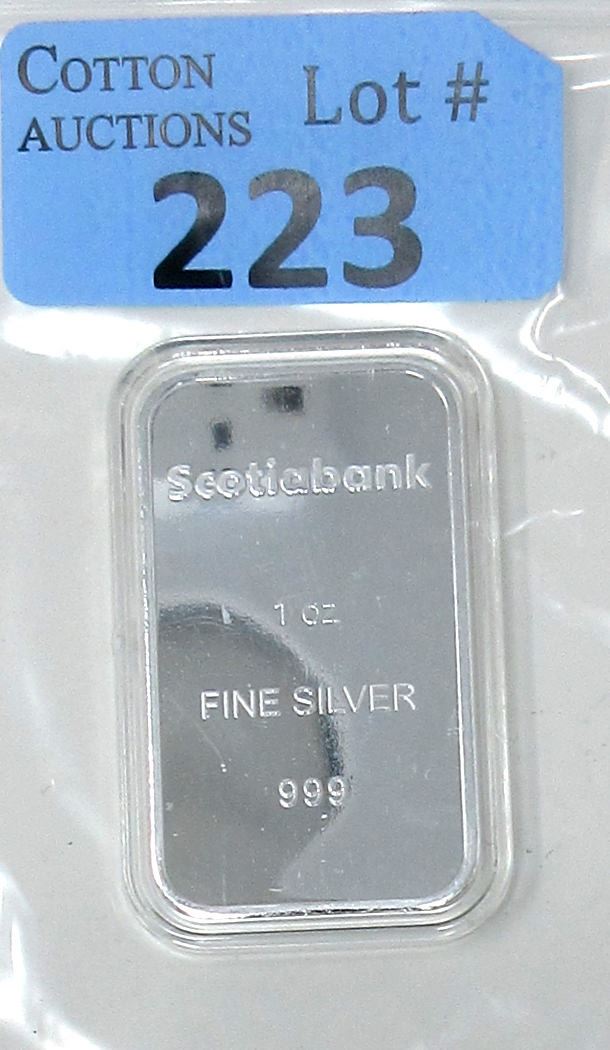 COTTON
AUCTIONS
Lot #
223
Scotiabank
1 oz
FINE SILVER
999